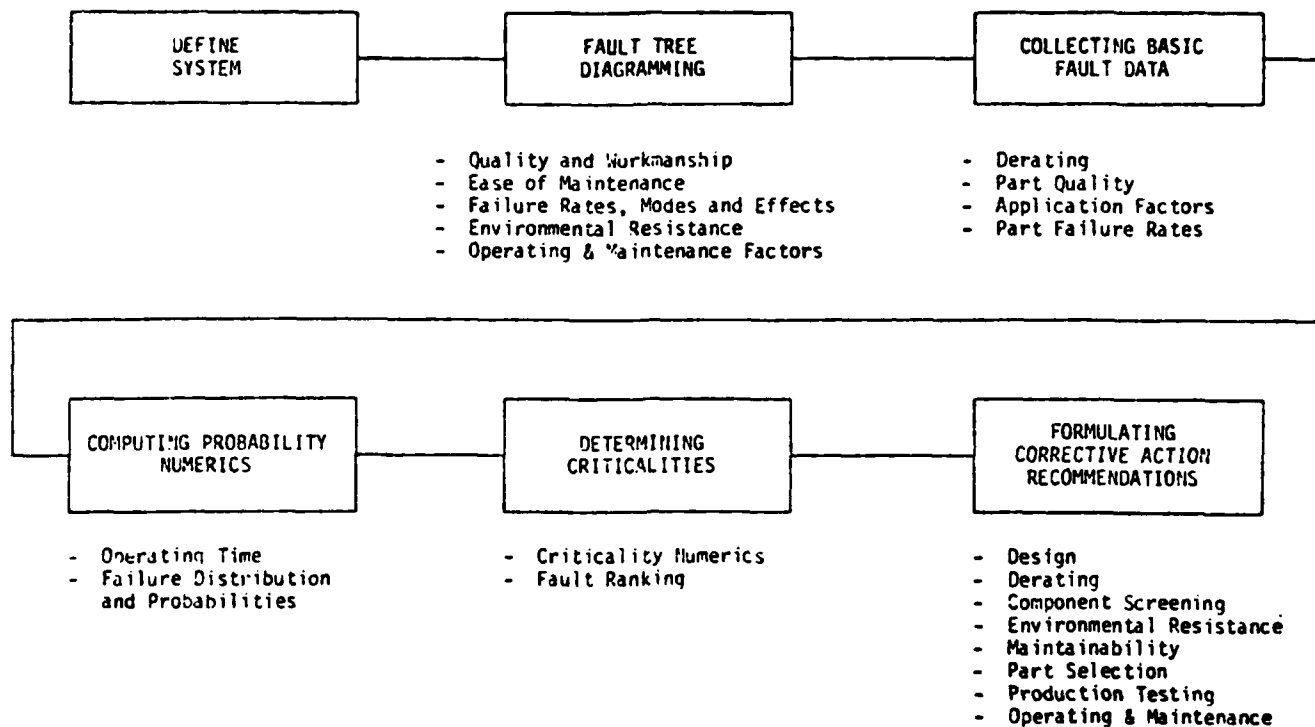 DEFINE
SYSTEM
FAULT TREE
DIAGRAMMING
COLLECTING BASIC
FAULT DATA
- Quality and Workmanship
- Ease of Maintenance
- Failure Rates, Modes and Effects
- Environmental Resistance
- Operating & Maintenance Factors
- Derating
- Part Quality
- Application Factors
- Part Failure Rates
COMPUTING PROBABILITY
NUMERICS
DETERMINING
CRITICALITIES
FORMULATING
CORRECTIVE ACTION
RECOMMENDATIONS
- Operating Time
- Failure Distribution
and Probabilities
- Criticality Numerics
- Fault Ranking
- Design
- Derating
- Component Screening
- Environmental Resistance
- Maintainability
- Part Selection
- Production Testing
- Operating & Maintenance